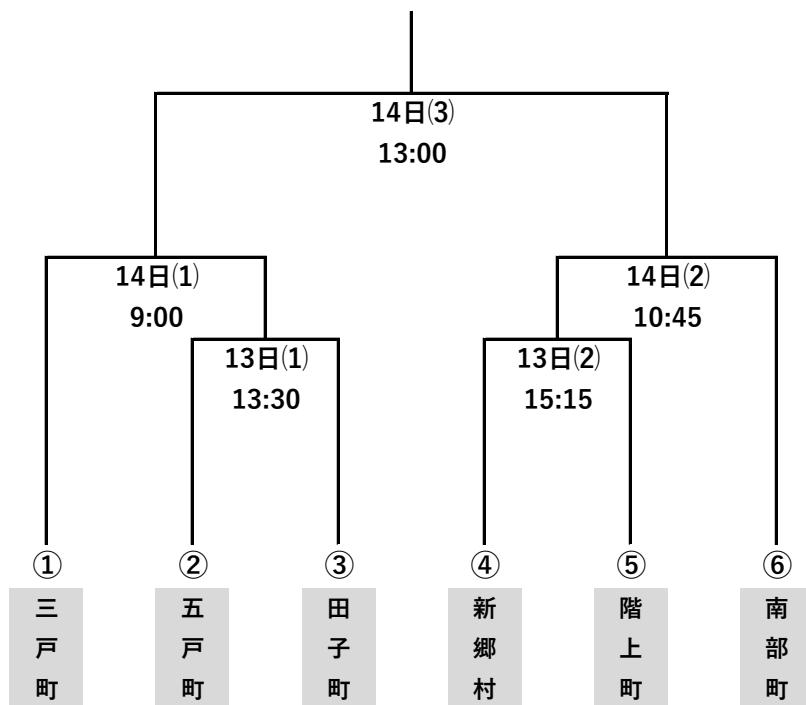 14日(3)
13:00
14日(1)
9:00
14日(2)
10:45
13日(1)
13:30
13日(2)
15:15
①
②
③
④
⑤
⑥
三戸町
五戸町
田子町
新郷村
階上町
南部町